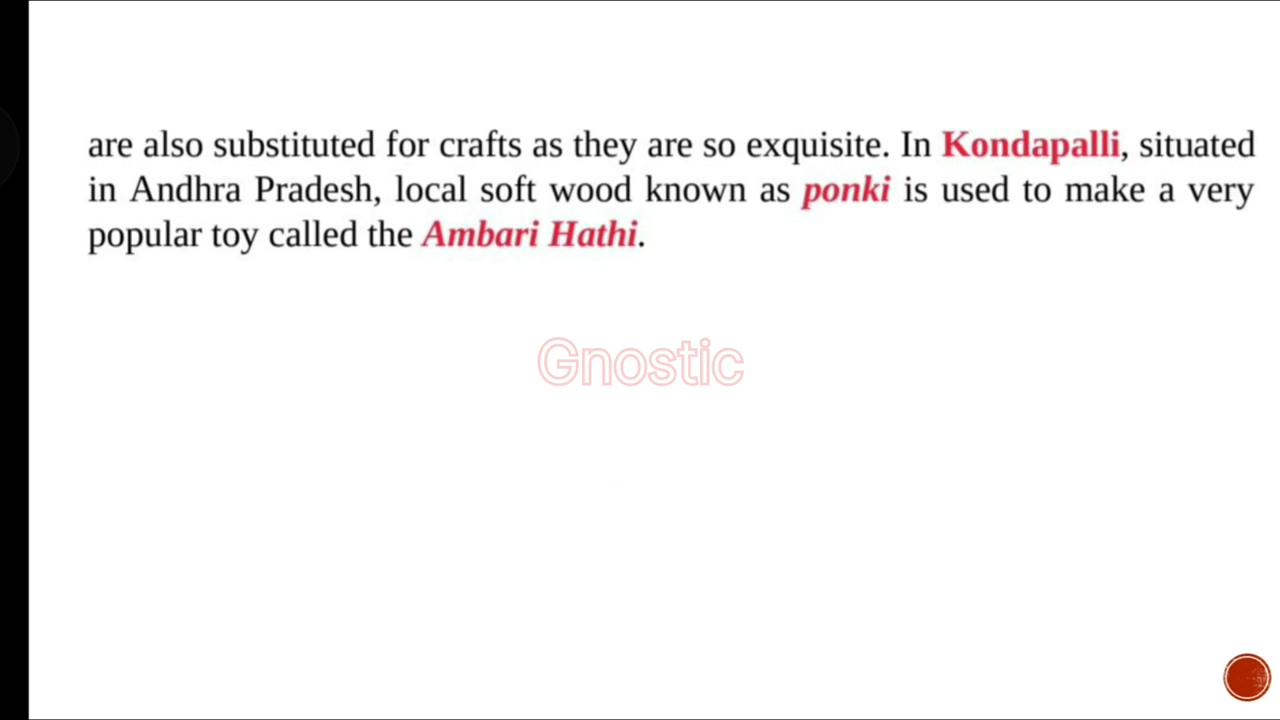 are also substituted for crafts as they are so exquisite. In Kondapalli, situated
in Andhra Pradesh, local soft wood known as ponki is used to make a very
popular toy called the Ambari Hathi.
Gnostic